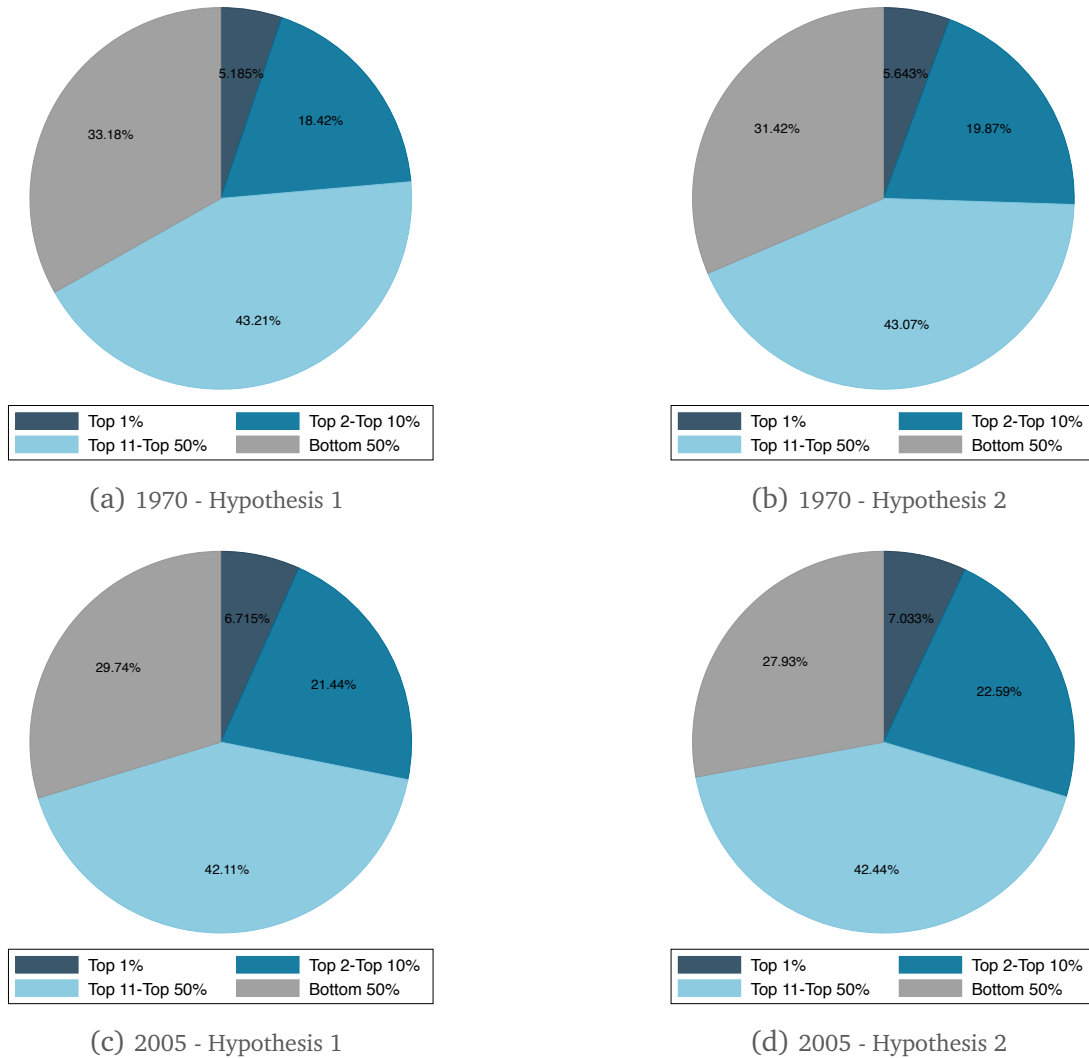 5.185%
18.42%
33.18%
43.21%
Top 1% Top 2-Top 10%
Top 11-Top 50% Bottom 50%
(a) 1970 - Hypothesis 1
5.643%
19.87%
31.42%
43.07%
Top 1% Top 2-Top 10%
Top 11-Top 50% Bottom 50%
(b) 1970 - Hypothesis 2
6.715%
21.44%
29.74%
42.11%
Top 1% Top 2-Top 10%
Top 11-Top 50% Bottom 50%
(c) 2005 - Hypothesis 1
7.033%
22.59%
27.93%
42.44%
Top 1% Top 2-Top 10%
Top 11-Top 50% Bottom 50%
(d) 2005 - Hypothesis 2